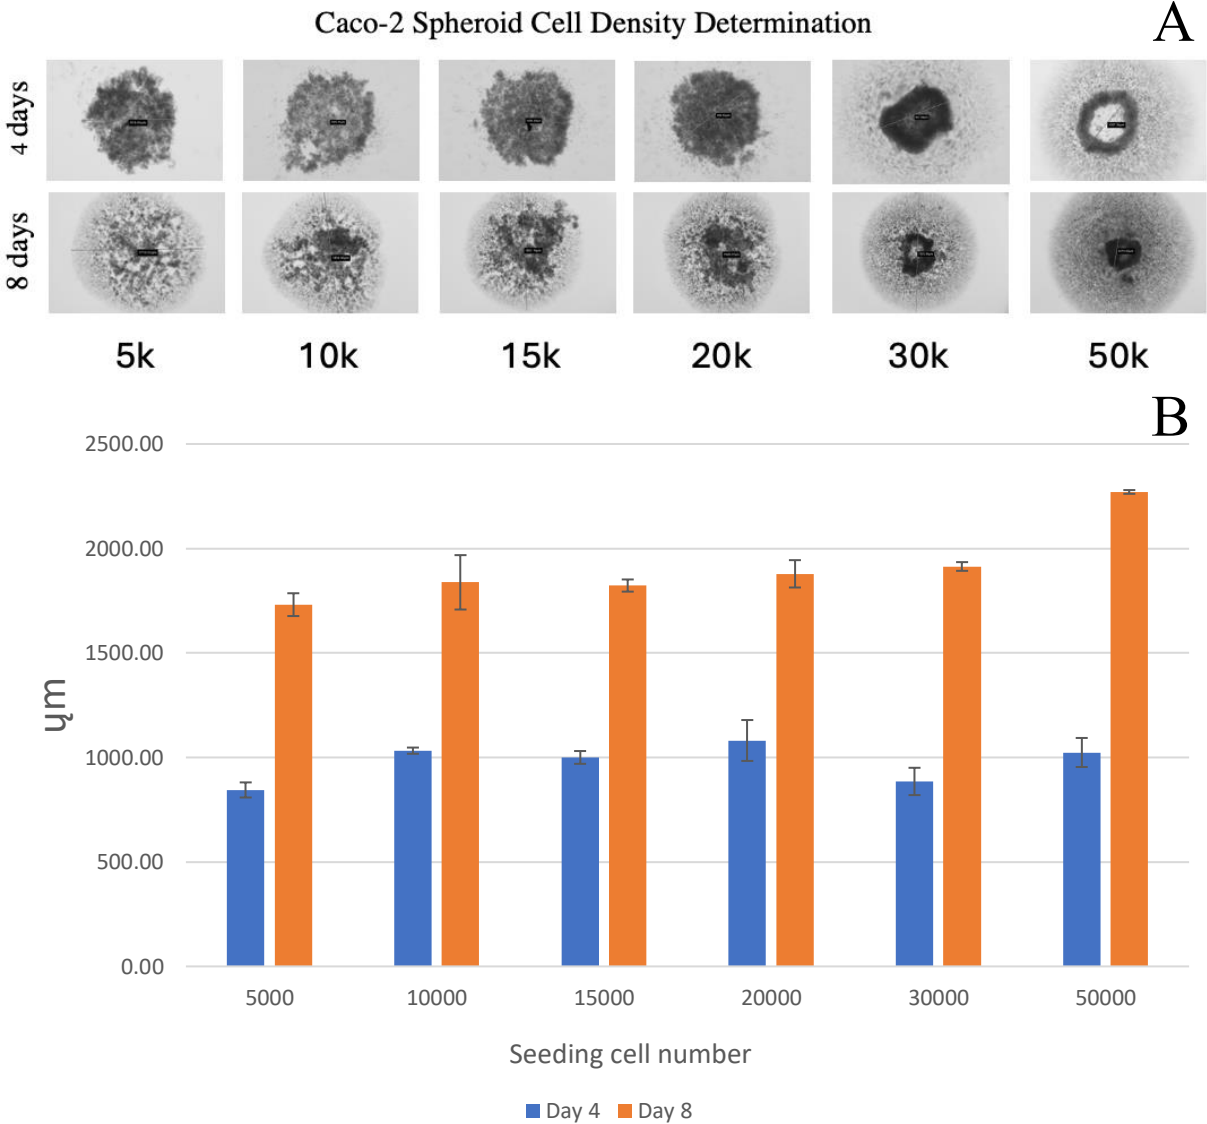 Caco-2 Spheroid Cell Density Determination
A
4 days
8 days
5k 10k 15k 20k 30k 50k
B
2500.00
2000.00
1500.00
1000.00
500.00
0.00
µm
5000 10000 15000 20000 30000 50000
Seeding cell number
Day 4 Day 8